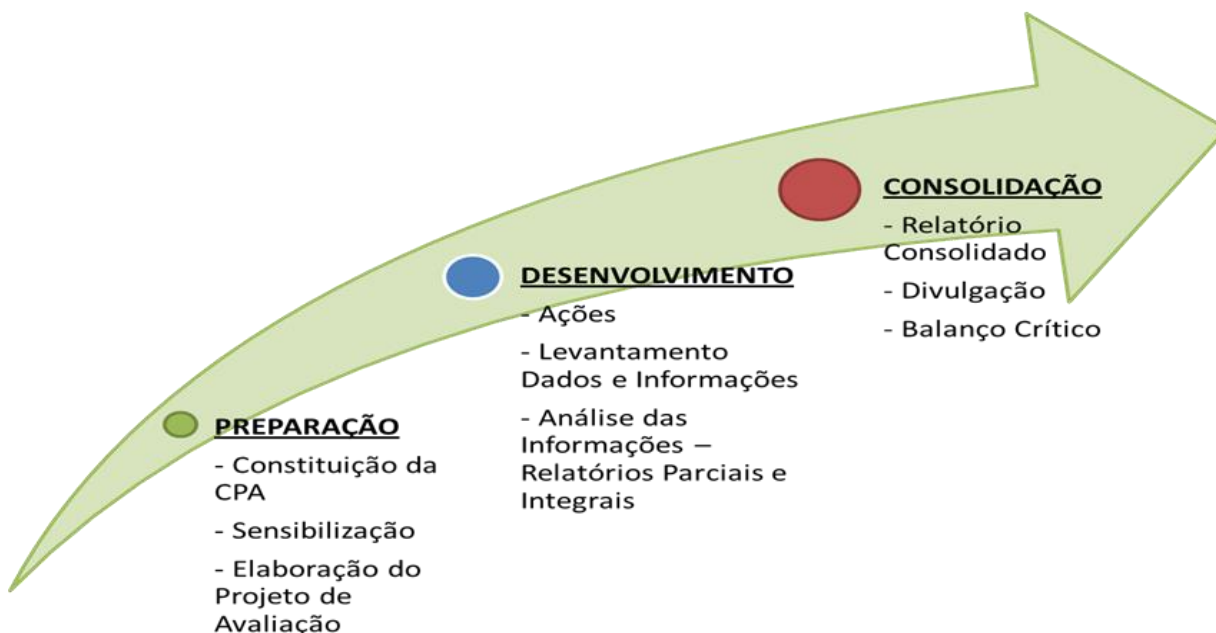 PREPARAÇÃO
- Constituição da
CPA
- Sensibilização
- Elaboração do
Projeto de
Avaliação
DESENVOLVIMENTO
- Ações
- Levantamento
Dados e Informações
- Análise das
Informações –
Relatórios Parciais e
Integrais
CONSOLIDAÇÃO
- Relatório
Consolidado
- Divulgação
- Balanço Crítico